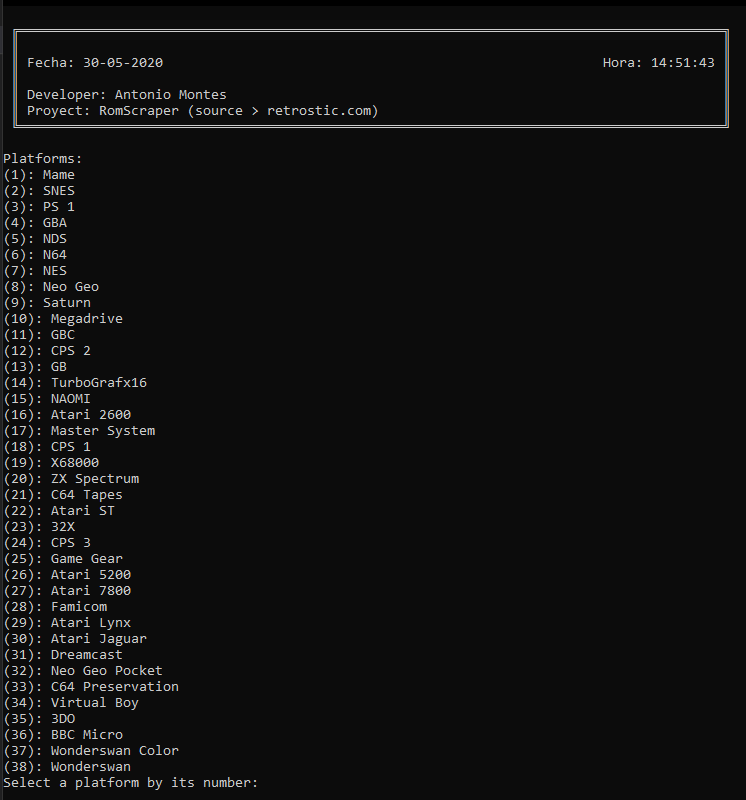 Fecha: 30-05-2020 Hora: 14:51:43
Developer: Antonio Montes
Proyect: RomScraper (source > retrostic.com)
Platforms:
(1): Mame
(2): SNES
(3): PS 1
(4): GBA
(5): NDS
(6): N64
(7): NES
(8): Neo Geo
(9): Saturn
(10): Megadrive
(11): GBC
(12): CPS 2
(13): GB
(14): TurboGrafx16
(15): NAOMI
(16): Atari 2600
(17): Master System
(18): CPS 1
(19): X68000
(20): ZX Spectrum
(21): C64 Tapes
(22): Atari ST
(23): 32X
(24): CPS 3
(25): Game Gear
(26): Atari 5200
(27): Atari 7800
(28): Famicom
(29): Atari Lynx
(30): Atari Jaguar
(31): Dreamcast
(32): Neo Geo Pocket
(33): C64 Preservation
(34): Virtual Boy
(35): 3DO
(36): BBC Micro
(37): Wonderswan Color
(38): Wonderswan
Select a platform by its number: